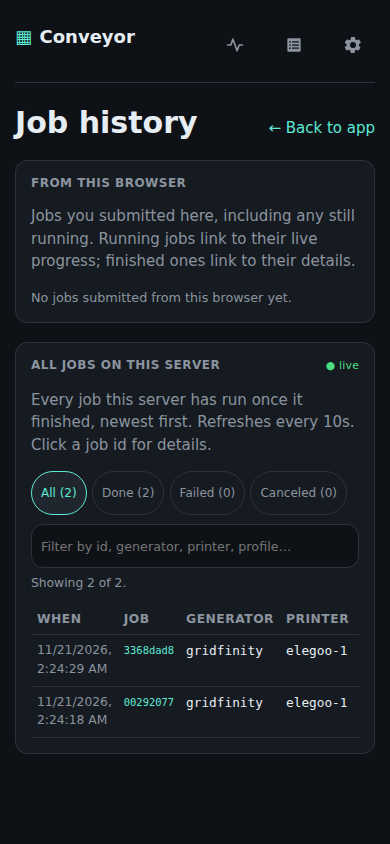 Conveyor
Job history
← Back to app
FROM THIS BROWSER
Jobs you submitted here, including any still
running. Running jobs link to their live
progress; finished ones link to their details.
No jobs submitted from this browser yet.
ALL JOBS ON THIS SERVER
● live
Every job this server has run once it
finished, newest first. Refreshes every 10s.
Click a job id for details.
All (2) Done (2) Failed (0) Canceled (0)
Filter by id, generator, printer, profile…
Showing 2 of 2.
WHEN JOB GENERATOR PRINTER
11/21/2026, 3368dad8 gridfinity elegoo-1
2:24:29 AM
11/21/2026, 00292077 gridfinity elegoo-1
2:24:18 AM